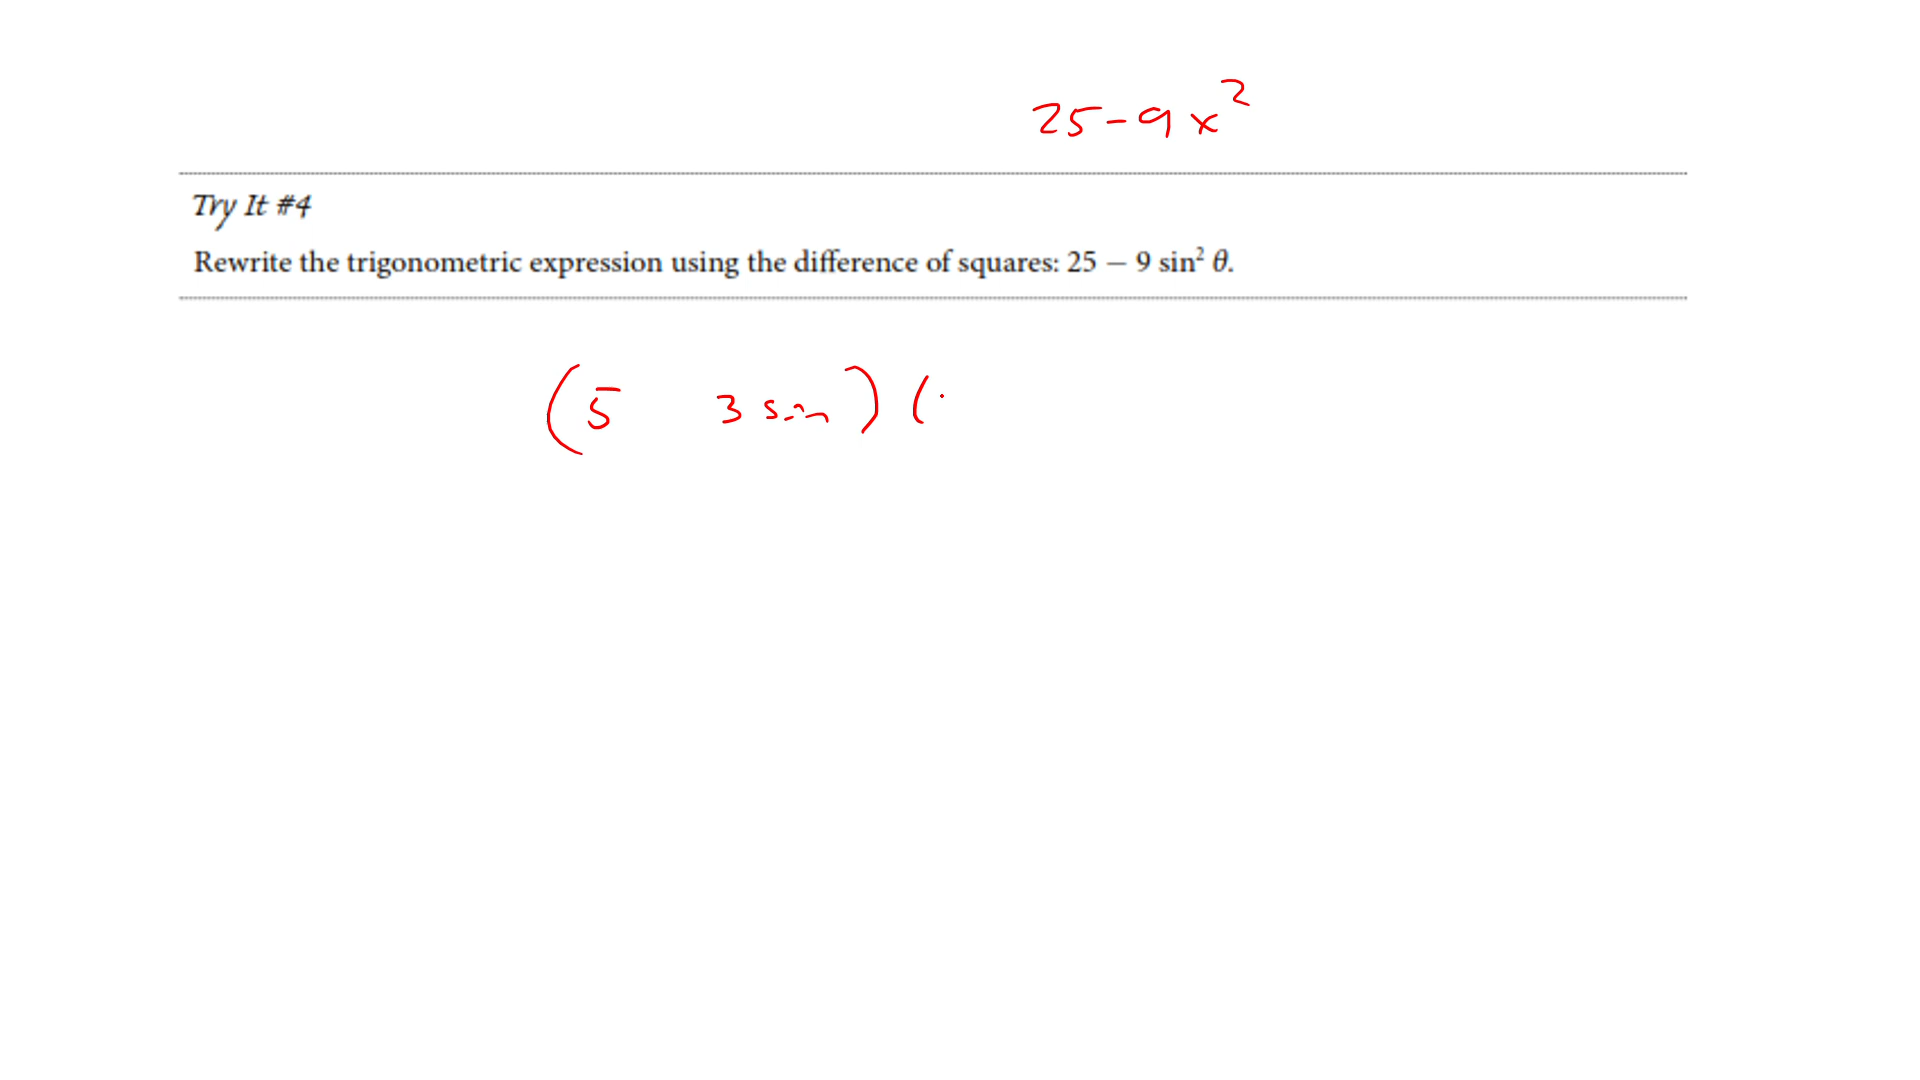 25-9x²
Try It #4
Rewrite the trigonometric expression using the difference of squares: 25 − 9 sin² θ.
(5 3 sin) (